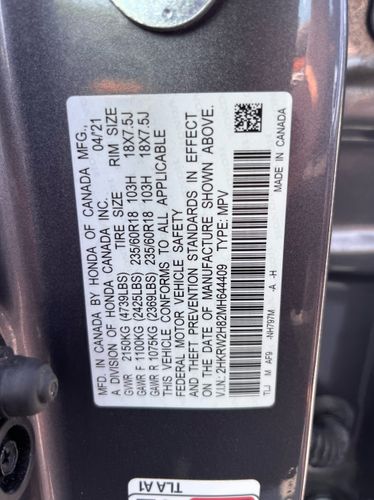 MFD. IN CANADA BY HONDA OF CANADA MFG.
A DIVISION OF HONDA CANADA INC. 04/21
TIRE SIZE RIM SIZE
GVWR 2150KG (4739LBS)
GAWR F 1100KG (2425LBS) 235/60R18 103H 18X7.5J
GAWR R 1075KG (2369LBS) 235/60R18 103H 18X7.5J
THIS VEHICLE CONFORMS TO ALL APPLICABLE
FEDERAL MOTOR VEHICLE SAFETY
AND THEFT PREVENTION STANDARDS IN EFFECT
ON THE DATE OF MANUFACTURE SHOWN ABOVE.
V.I.N: 2HKRW2H82MH644409 TYPE: MPV
TLJ M AF9 -NH797M -A -H MADE IN CANADA
TLA A1